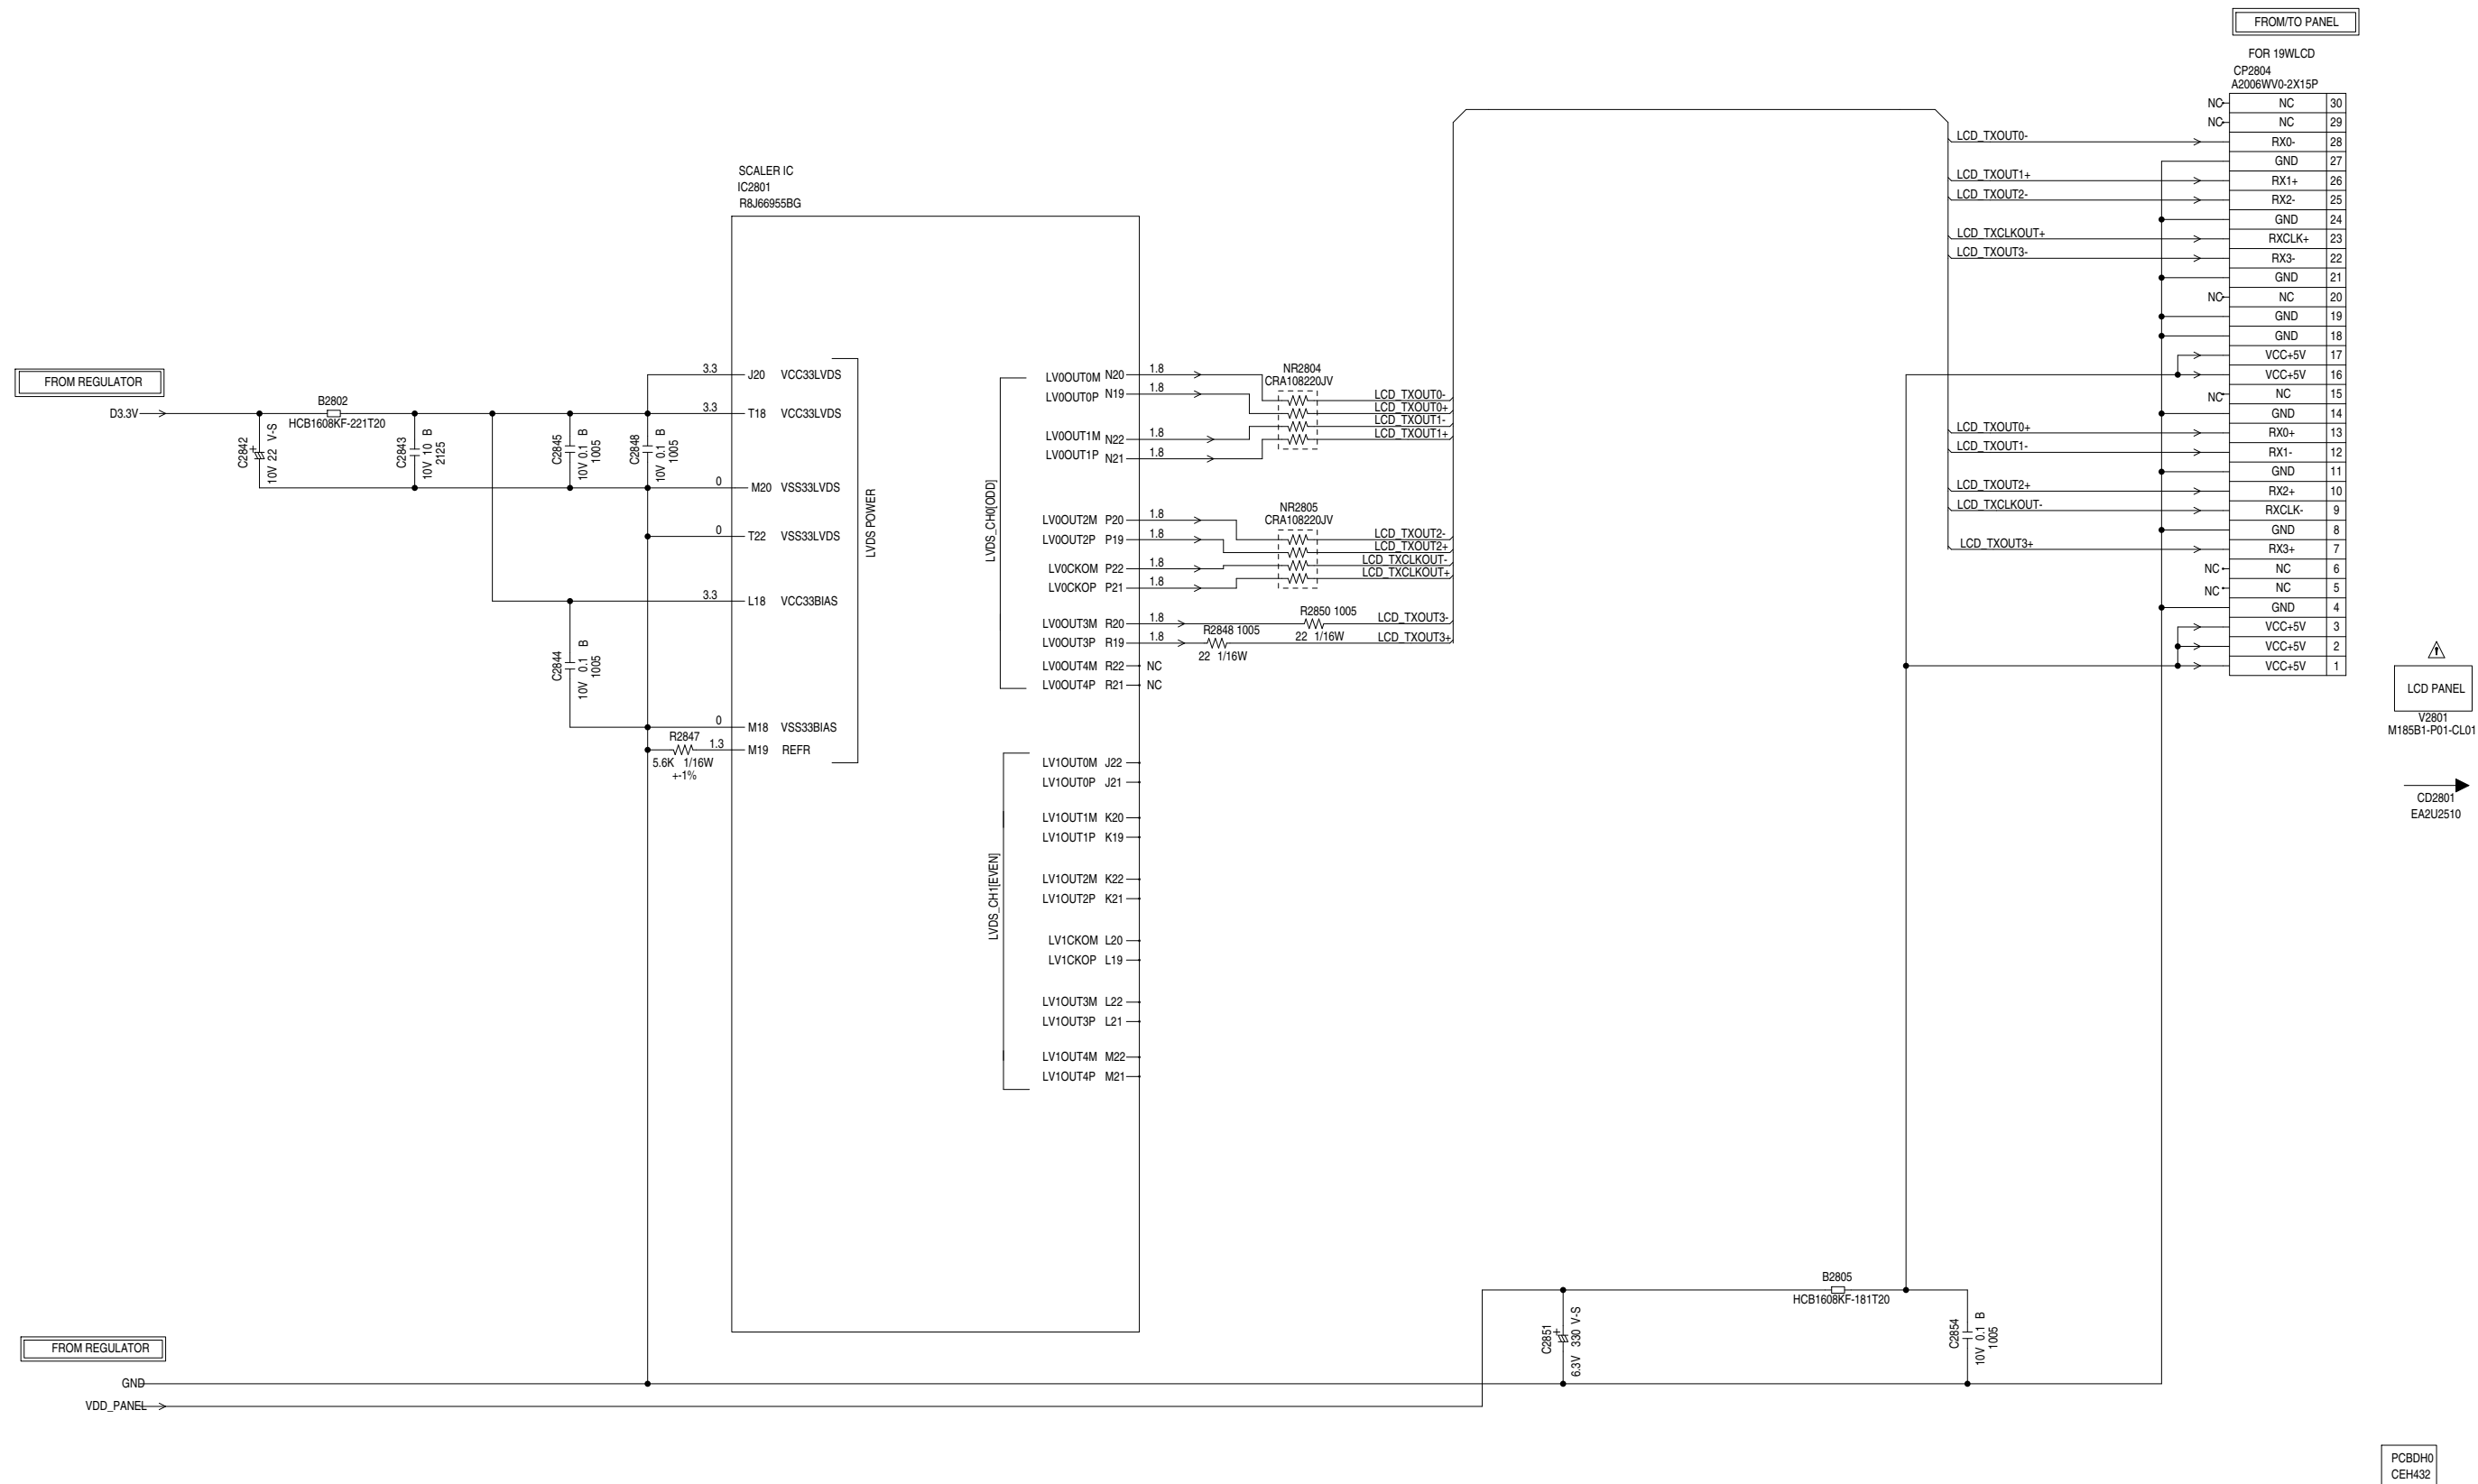 FROM/TO PANEL
FOR 19WLCD
CP2804
A2006WV0-2X15P
NC NC 30
NC NC 29
LCD_TXOUT0- RX0- 28
GND 27
LCD_TXOUT1+ RX1+ 26
LCD_TXOUT2- RX2- 25
GND 24
LCD_TXCLKOUT+ RXCLK+ 23
LCD_TXOUT3- RX3- 22
GND 21
NC NC 20
GND 19
GND 18
VCC+5V 17
VCC+5V 16
NC NC 15
GND 14
LCD_TXOUT0+ RX0+ 13
LCD_TXOUT1- RX1- 12
GND 11
LCD_TXOUT2+ RX2+ 10
LCD_TXCLKOUT- RXCLK- 9
GND 8
LCD_TXOUT3+ RX3+ 7
NC NC 6
NC NC 5
GND 4
VCC+5V 3
VCC+5V 2
VCC+5V 1
LCD PANEL
V2801
M185B1-P01-CL01
CD2801
EA2U2510
SCALER IC
IC2801
R8J66955BG
FROM REGULATOR
D3.3V
B2802
HCB1608KF-221T20
C2842
10V 22 V-S
C2843
10V 10 B
2125
C2845
10V 0.1 B
1005
C2848
10V 0.1 B
1005
C2844
10V 0.1 B
1005
3.3 J20 VCC33LVDS
3.3 T18 VCC33LVDS
0 M20 VSS33LVDS
0 T22 VSS33LVDS
3.3 L18 VCC33BIAS
0 M18 VSS33BIAS
R2847
1.3 M19 REFR
5.6K 1/16W
+-1%
LVDS POWER
LVDS_CH0[ODD]
LV0OUT0M N20 1.8
LV0OUT0P N19 1.8
LV0OUT1M N22 1.8
LV0OUT1P N21 1.8
LV0OUT2M P20 1.8
LV0OUT2P P19 1.8
LV0CKOM P22 1.8
LV0CKOP P21 1.8
LV0OUT3M R20 1.8
LV0OUT3P R19 1.8
LV0OUT4M R22 NC
LV0OUT4P R21 NC
NR2804
CRA108220JV
LCD_TXOUT0-
LCD_TXOUT0+
LCD_TXOUT1-
LCD_TXOUT1+
NR2805
CRA108220JV
LCD_TXOUT2-
LCD_TXOUT2+
LCD_TXCLKOUT-
LCD_TXCLKOUT+
R2850 1005
22 1/16W
LCD_TXOUT3-
R2848 1005
22 1/16W
LCD_TXOUT3+
LVDS_CH1[EVEN]
LV1OUT0M J22
LV1OUT0P J21
LV1OUT1M K20
LV1OUT1P K19
LV1OUT2M K22
LV1OUT2P K21
LV1CKOM L20
LV1CKOP L19
LV1OUT3M L22
LV1OUT3P L21
LV1OUT4M M22
LV1OUT4P M21
B2805
HCB1608KF-181T20
C2851
6.3V 330 V-S
C2854
10V 0.1 B
1005
FROM REGULATOR
GND
VDD_PANEL
PCBDH0
CEH432